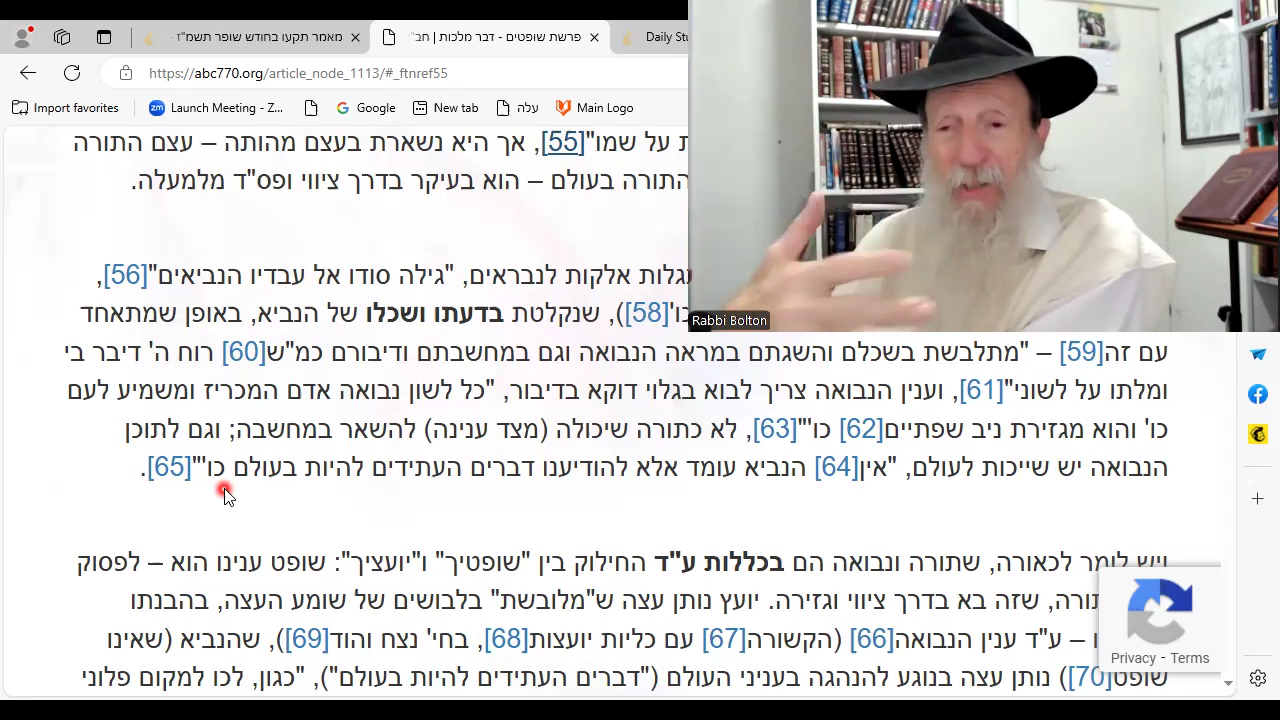 מאמר תקעו בחודש שופר תשמ"ז
פרשת שופטים - דבר מלכות | חב"
Daily Stu
https://abc770.org/article_node_1113/#_ftnref55
Import favorites
Launch Meeting - Z...
Google
New tab
עלה
Main Logo
ת על שמו"[55], אך היא נשארת בעצם מהותה – עצם התורה
התורה בעולם – הוא בעיקר בדרך ציווי ופס"ד מלמעלה.
מגלות אלקות לנבראים, "גילה סודו אל עבדיו הנביאים"[56],
כו'[58]), שנקלטת בדעתו ושכלו של הנביא, באופן שמתאחד
עם זה[59] – "מתלבשת בשכלם והשגתם במראה הנבואה וגם במחשבתם ודיבורם כמ"ש[60] רוח ה' דיבר בי
ומלתו על לשוני"[61], וענין הנבואה צריך לבוא בגלוי דוקא בדיבור, "כל לשון נבואה אדם המכריז ומשמיע לעם
כו' והוא מגזירת ניב שפתיים[62] כו'"[63], לא כתורה שיכולה (מצד ענינה) להשאר במחשבה; וגם לתוכן
הנבואה יש שייכות לעולם, "אין[64] הנביא עומד אלא להודיענו דברים העתידים להיות בעולם כו'"[65].
ויש לומר לכאורה, שתורה ונבואה הם בכללות ע"ד החילוק בין "שופטיך" ו"יועציך": שופט ענינו הוא – לפסוק
תורה, שזה בא בדרך ציווי וגזירה. יועץ נותן עצה ש"מלובשת" בלבושים של שומע העצה, בהבנתו
ו – ע"ד ענין הנבואה[66] (הקשורה[67] עם כליות יועצות[68], בחי' נצח והוד[69]), שהנביא (שאינו
שופט[70]) נותן עצה בנוגע להנהגה בעניני העולם ("דברים העתידים להיות בעולם"), "כגון, לכו למקום פלוני
Rabbi Bolton
Privacy - Terms